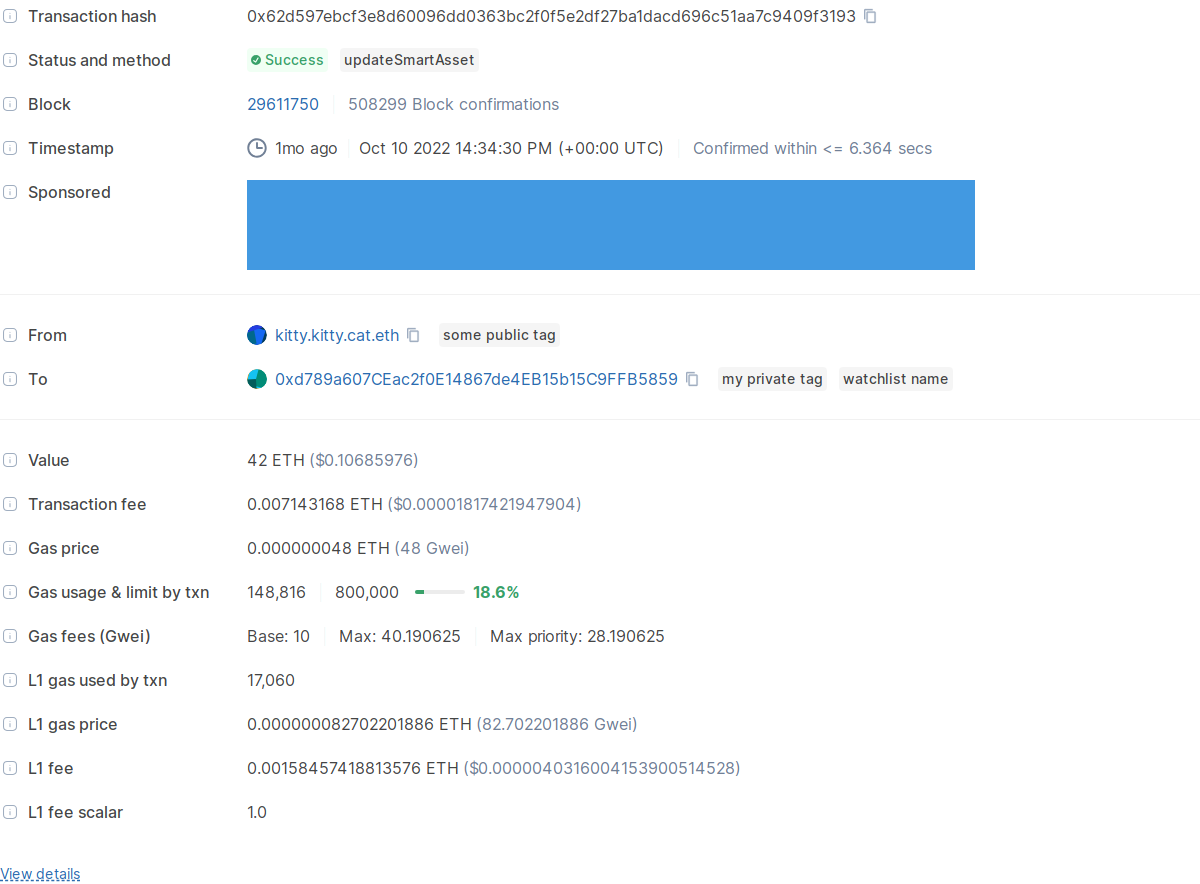 Transaction hash 0x62d597ebcf3e8d60096dd0363bc2f0f5e2df27ba1dacd696c51aa7c9409f3193
Status and method Success updateSmartAsset
Block 29611750 508299 Block confirmations
Timestamp 1mo ago Oct 10 2022 14:34:30 PM (+00:00 UTC) Confirmed within <= 6.364 secs
Sponsored
From kitty.kitty.cat.eth some public tag
To 0xd789a607CEac2f0E14867de4EB15b15C9FFB5859 my private tag watchlist name
Value 42 ETH ($0.10685976)
Transaction fee 0.007143168 ETH ($0.00001817421947904)
Gas price 0.000000048 ETH (48 Gwei)
Gas usage & limit by txn 148,816 800,000 18.6%
Gas fees (Gwei) Base: 10 Max: 40.190625 Max priority: 28.190625
L1 gas used by txn 17,060
L1 gas price 0.000000082702201886 ETH (82.702201886 Gwei)
L1 fee 0.00158457418813576 ETH ($0.0000040316004153900514528)
L1 fee scalar 1.0
View details